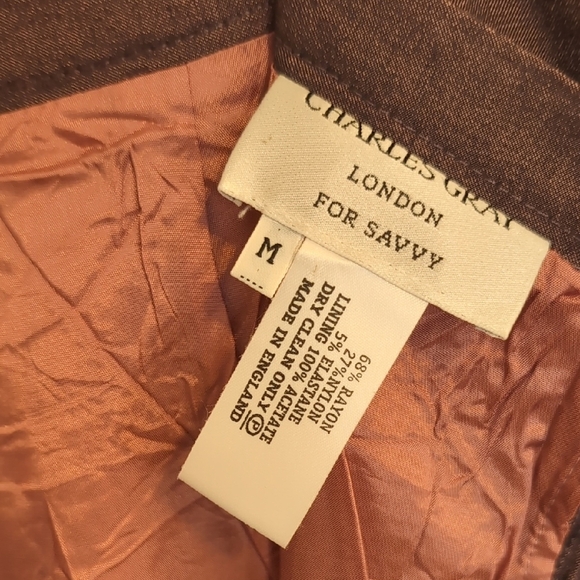 CHARLES GRAY
LONDON
FOR SAVVY
M
68% RAYON
27%NYLON
5% ELASTANE
LINING 100% ACETATE
DRY CLEAN ONLY Ⓟ
MADE IN ENGLAND